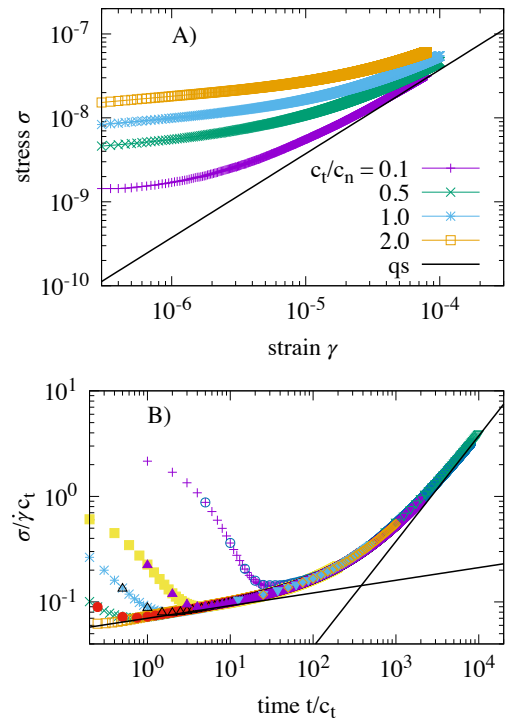 10^-7
A)
10^-8
stress σ
c_t/c_n = 0.1
0.5
10^-9
1.0
2.0
qs
10^-10
10^-6
10^-5
10^-4
strain γ
10^1
B)
10^0
σ/γ̇ c_t
10^-1
10^0
10^1
10^2
10^3
10^4
time t/c_t